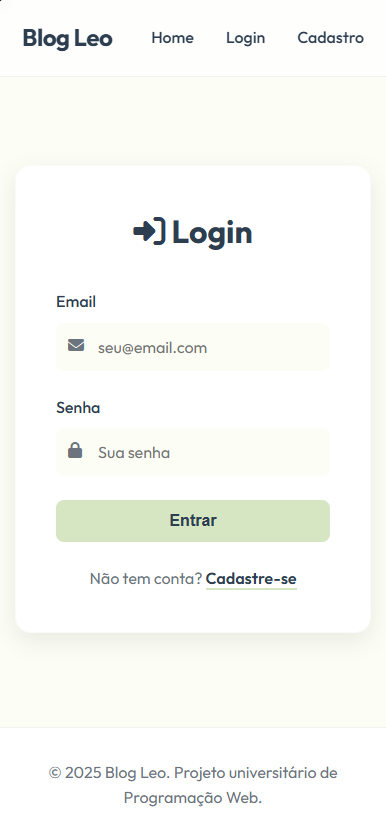 Blog Leo Home Login Cadastro
Login
Email
seu@email.com
Senha
Sua senha
Entrar
Não tem conta? Cadastre-se
© 2025 Blog Leo. Projeto universitário de
Programação Web.